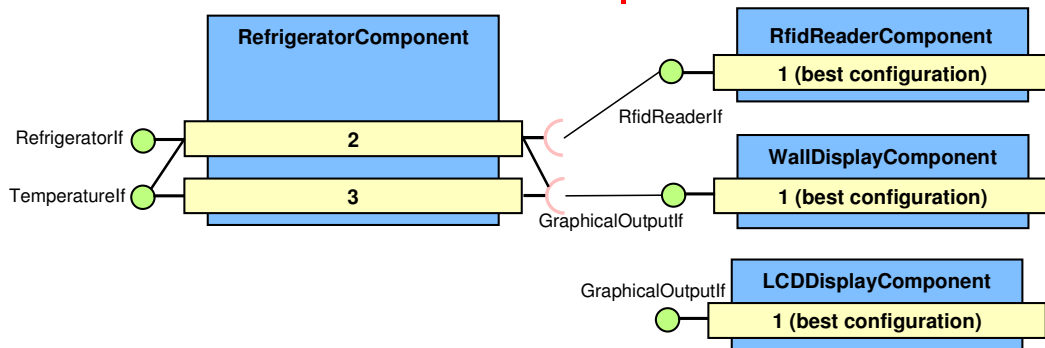 RefrigeratorComponent
RfidReaderComponent
1 (best configuration)
RefrigeratorIf
2
RfidReaderIf
WallDisplayComponent
TemperatureIf
3
1 (best configuration)
GraphicalOutputIf
LCDDisplayComponent
GraphicalOutputIf
1 (best configuration)